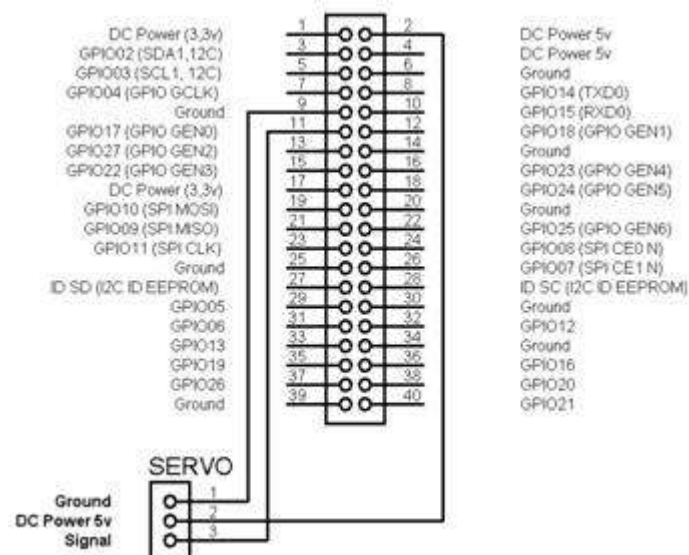 DC Power (3,3v) 1 2 DC Power 5v
GPIO02 (SDA1,12C) 3 4 DC Power 5v
GPIO03 (SCL1, 12C) 5 6 Ground
GPIO04 (GPIO GCLK) 7 8 GPIO14 (TXD0)
Ground 9 10 GPIO15 (RXD0)
GPIO17 (GPIO GEN0) 11 12 GPIO18 (GPIO GEN1)
GPIO27 (GPIO GEN2) 13 14 Ground
GPIO22 (GPIO GEN3) 15 16 GPIO23 (GPIO GEN4)
DC Power (3,3v) 17 18 GPIO24 (GPIO GEN5)
GPIO10 (SPI MOSI) 19 20 Ground
GPIO09 (SPI MISO) 21 22 GPIO25 (GPIO GEN6)
GPIO11 (SPI CLK) 23 24 GPIO08 (SPI CE0 N)
Ground 25 26 GPIO07 (SPI CE1 N)
ID SD (I2C ID EEPROM) 27 28 ID SC (I2C ID EEPROM)
GPIO05 29 30 Ground
GPIO06 31 32 GPIO12
GPIO13 33 34 Ground
GPIO19 35 36 GPIO16
GPIO26 37 38 GPIO20
Ground 39 40 GPIO21
SERVO
Ground 1
DC Power 5v 2
Signal 3